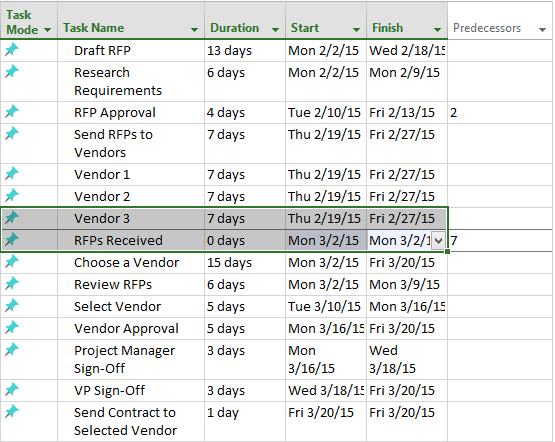 Task Mode Task Name Duration Start Finish Predecessors
Draft RFP 13 days Mon 2/2/15 Wed 2/18/15
Research Requirements 6 days Mon 2/2/15 Mon 2/9/15
RFP Approval 4 days Tue 2/10/15 Fri 2/13/15 2
Send RFPs to Vendors 7 days Thu 2/19/15 Fri 2/27/15
Vendor 1 7 days Thu 2/19/15 Fri 2/27/15
Vendor 2 7 days Thu 2/19/15 Fri 2/27/15
Vendor 3 7 days Thu 2/19/15 Fri 2/27/15
RFPs Received 0 days Mon 3/2/15 Mon 3/2/1 7
Choose a Vendor 15 days Mon 3/2/15 Fri 3/20/15
Review RFPs 6 days Mon 3/2/15 Mon 3/9/15
Select Vendor 5 days Tue 3/10/15 Mon 3/16/15
Vendor Approval 5 days Mon 3/16/15 Fri 3/20/15
Project Manager Sign-Off 3 days Mon 3/16/15 Wed 3/18/15
VP Sign-Off 3 days Wed 3/18/15 Fri 3/20/15
Send Contract to Selected Vendor 1 day Fri 3/20/15 Fri 3/20/15